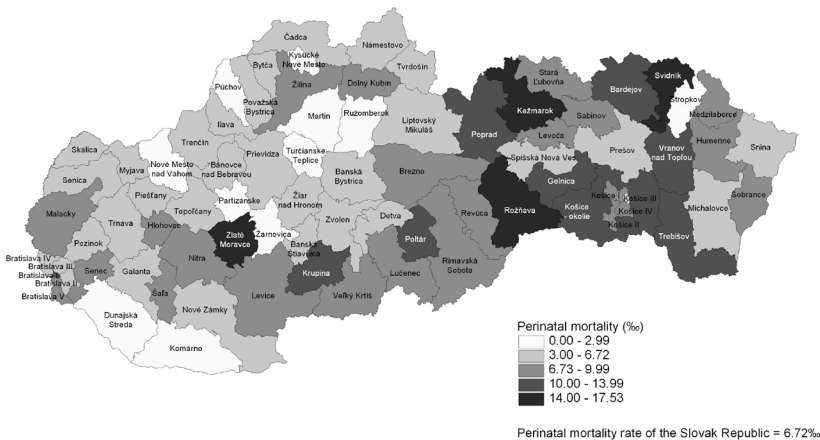 Čadca
Námestovo
Kysucké
Nové Mesto
Tvrdošín
Bytča
Žilina
Dolný Kubín
Púchov
Považská
Bystrica
Martin
Ružomberok
Ilava
Liptovský
Mikuláš
Poprad
Kežmarok
Stará
Ľubovňa
Bardejov
Svidník
Stropkov
Medzilaborce
Sabinov
Levoča
Humenné
Snina
Prešov
Vranov
nad Topľou
Spišská Nová Ves
Gelnica
Skalica
Senica
Myjava
Trenčín
Nové Mesto
nad Váhom
Bánovce
nad Bebravou
Prievidza
Turčianske
Teplice
Banská
Bystrica
Brezno
Piešťany
Partizánske
Topoľčany
Žiar
nad Hronom
Zvolen
Detva
Malacky
Trnava
Hlohovec
Zlaté
Moravce
Žarnovica
Banská
Štiavnica
Poltár
Revúca
Rožňava
Košice
okolie
Košice I
Košice III
Košice IV
Košice II
Sobrance
Michalovce
Trebišov
Pezinok
Bratislava IV
Bratislava III
Bratislava I
Bratislava II
Bratislava V
Senec
Galanta
Nitra
Šaľa
Krupina
Lučenec
Rimavská
Sobota
Levice
Veľký Krtíš
Nové Zámky
Dunajská
Streda
Komárno
Perinatal mortality (‰)
0.00 - 2.99
3.00 - 6.72
6.73 - 9.99
10.00 - 13.99
14.00 - 17.53
Perinatal mortality rate of the Slovak Republic = 6.72‰